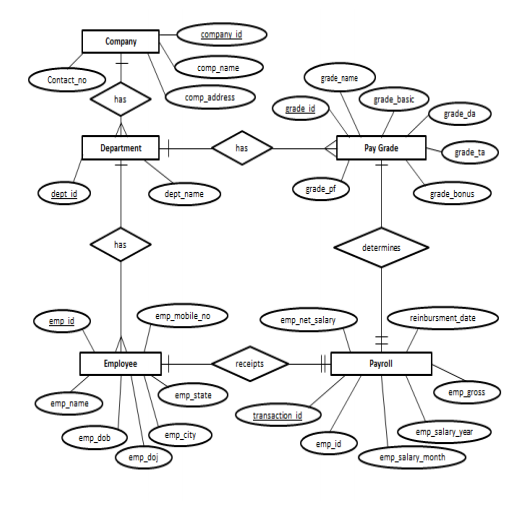 company_id
Company
comp_name
Contact_no
comp_address
has
grade_name
grade_basic
grade_id
grade_da
Department
has
Pay Grade
grade_ta
dept_id
dept_name
grade_pf
grade_bonus
has
determines
emp_id
emp_mobile_no
emp_net_salary
reinbursment_date
Employee
receipts
Payroll
emp_name
emp_state
emp_gross
transaction_id
emp_dob
emp_city
emp_id
emp_salary_year
emp_doj
emp_salary_month